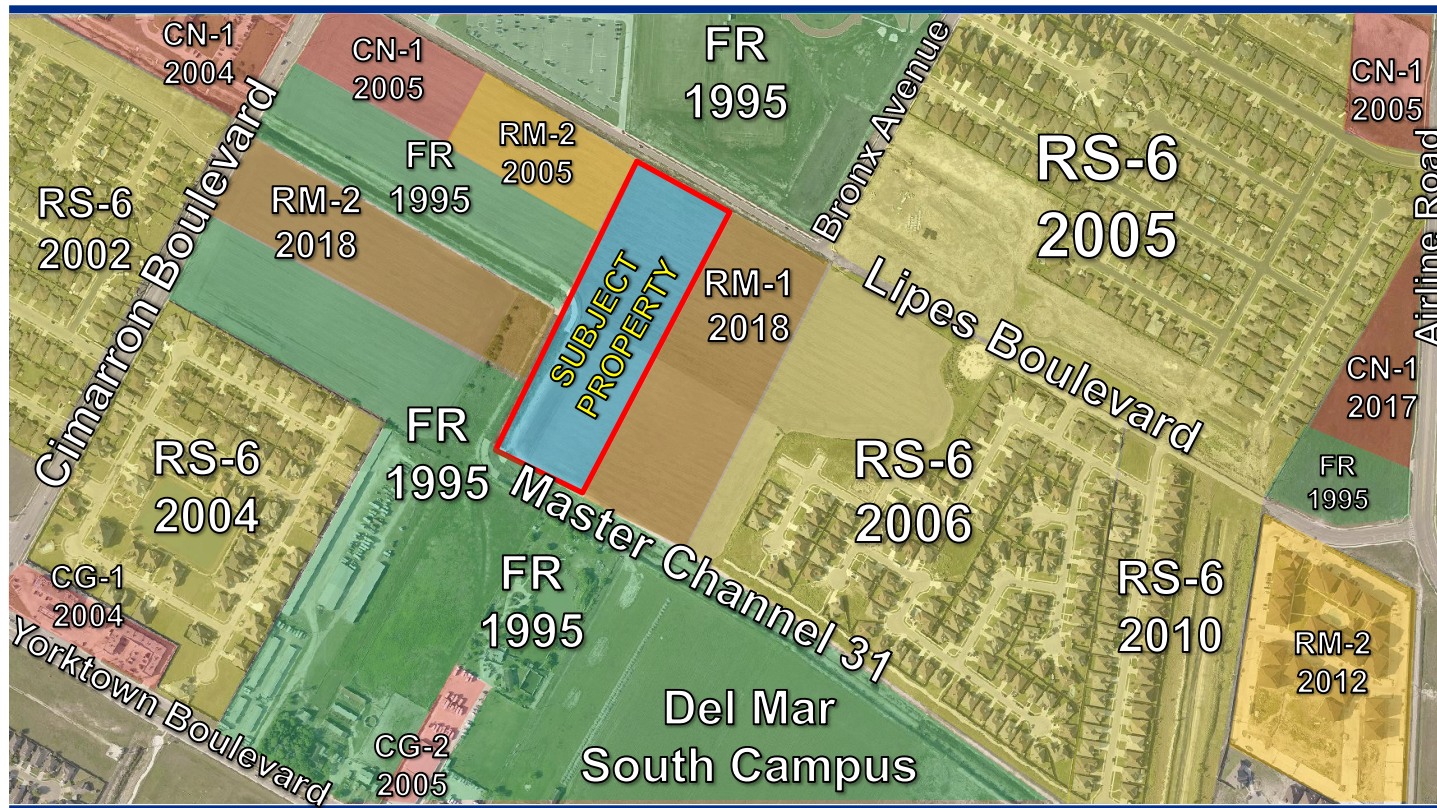 CN-1
2004
CN-1
2005
FR
1995
CN-1
2005
Bronx Avenue
RM-2
2005
FR
1995
RS-6
2005
Cimarron Boulevard
RS-6
2002
RM-2
2018
SUBJECT
PROPERTY
RM-1
2018
Lipes Boulevard
Airline Road
CN-1
2017
FR
1995
RS-6
2004
FR
1995
Master Channel 31
RS-6
2006
RS-6
2010
FR
1995
CG-1
2004
Yorktown Boulevard
CG-2
2005
Del Mar
South Campus
RM-2
2012